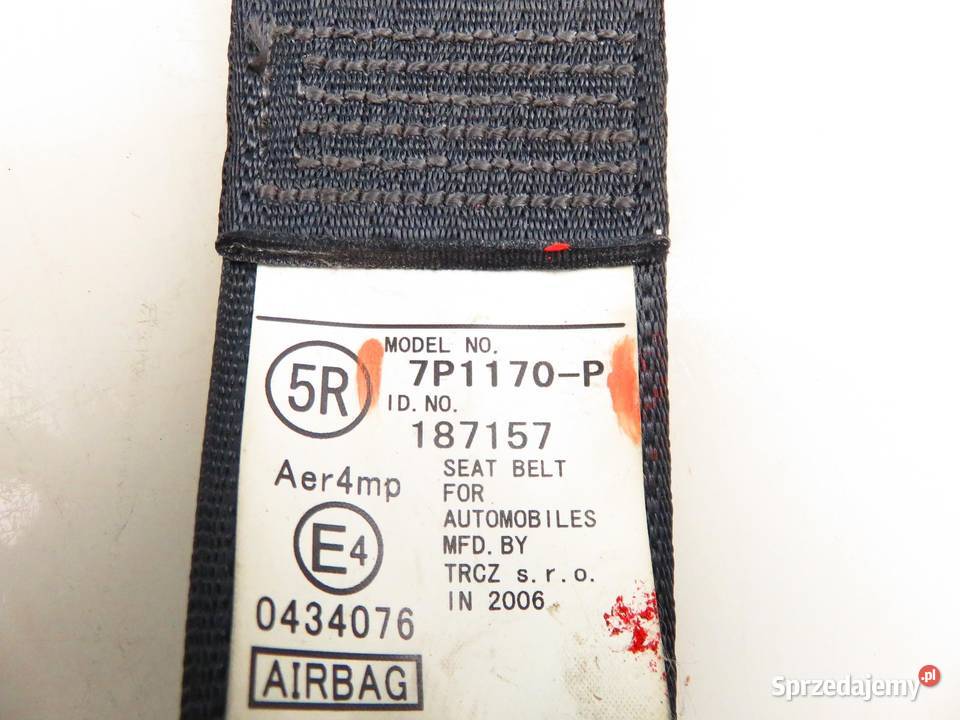 MODEL NO.
5R 7P1170-P
ID. NO.
187157
Aer4mp
SEAT BELT
FOR
AUTOMOBILES
MFD. BY
TRCZ s.r.o.
IN 2006
E4
0434076
AIRBAG
Sprzedajemy.pl